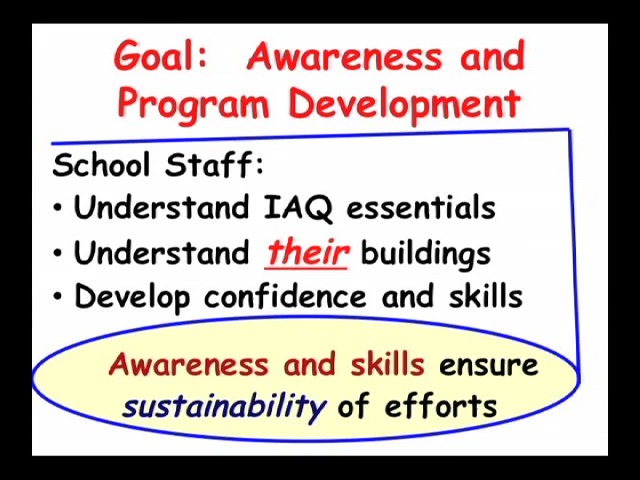 Goal: Awareness and
Program Development
School Staff:
• Understand IAQ essentials
• Understand their buildings
• Develop confidence and skills
Awareness and skills ensure
sustainability of efforts